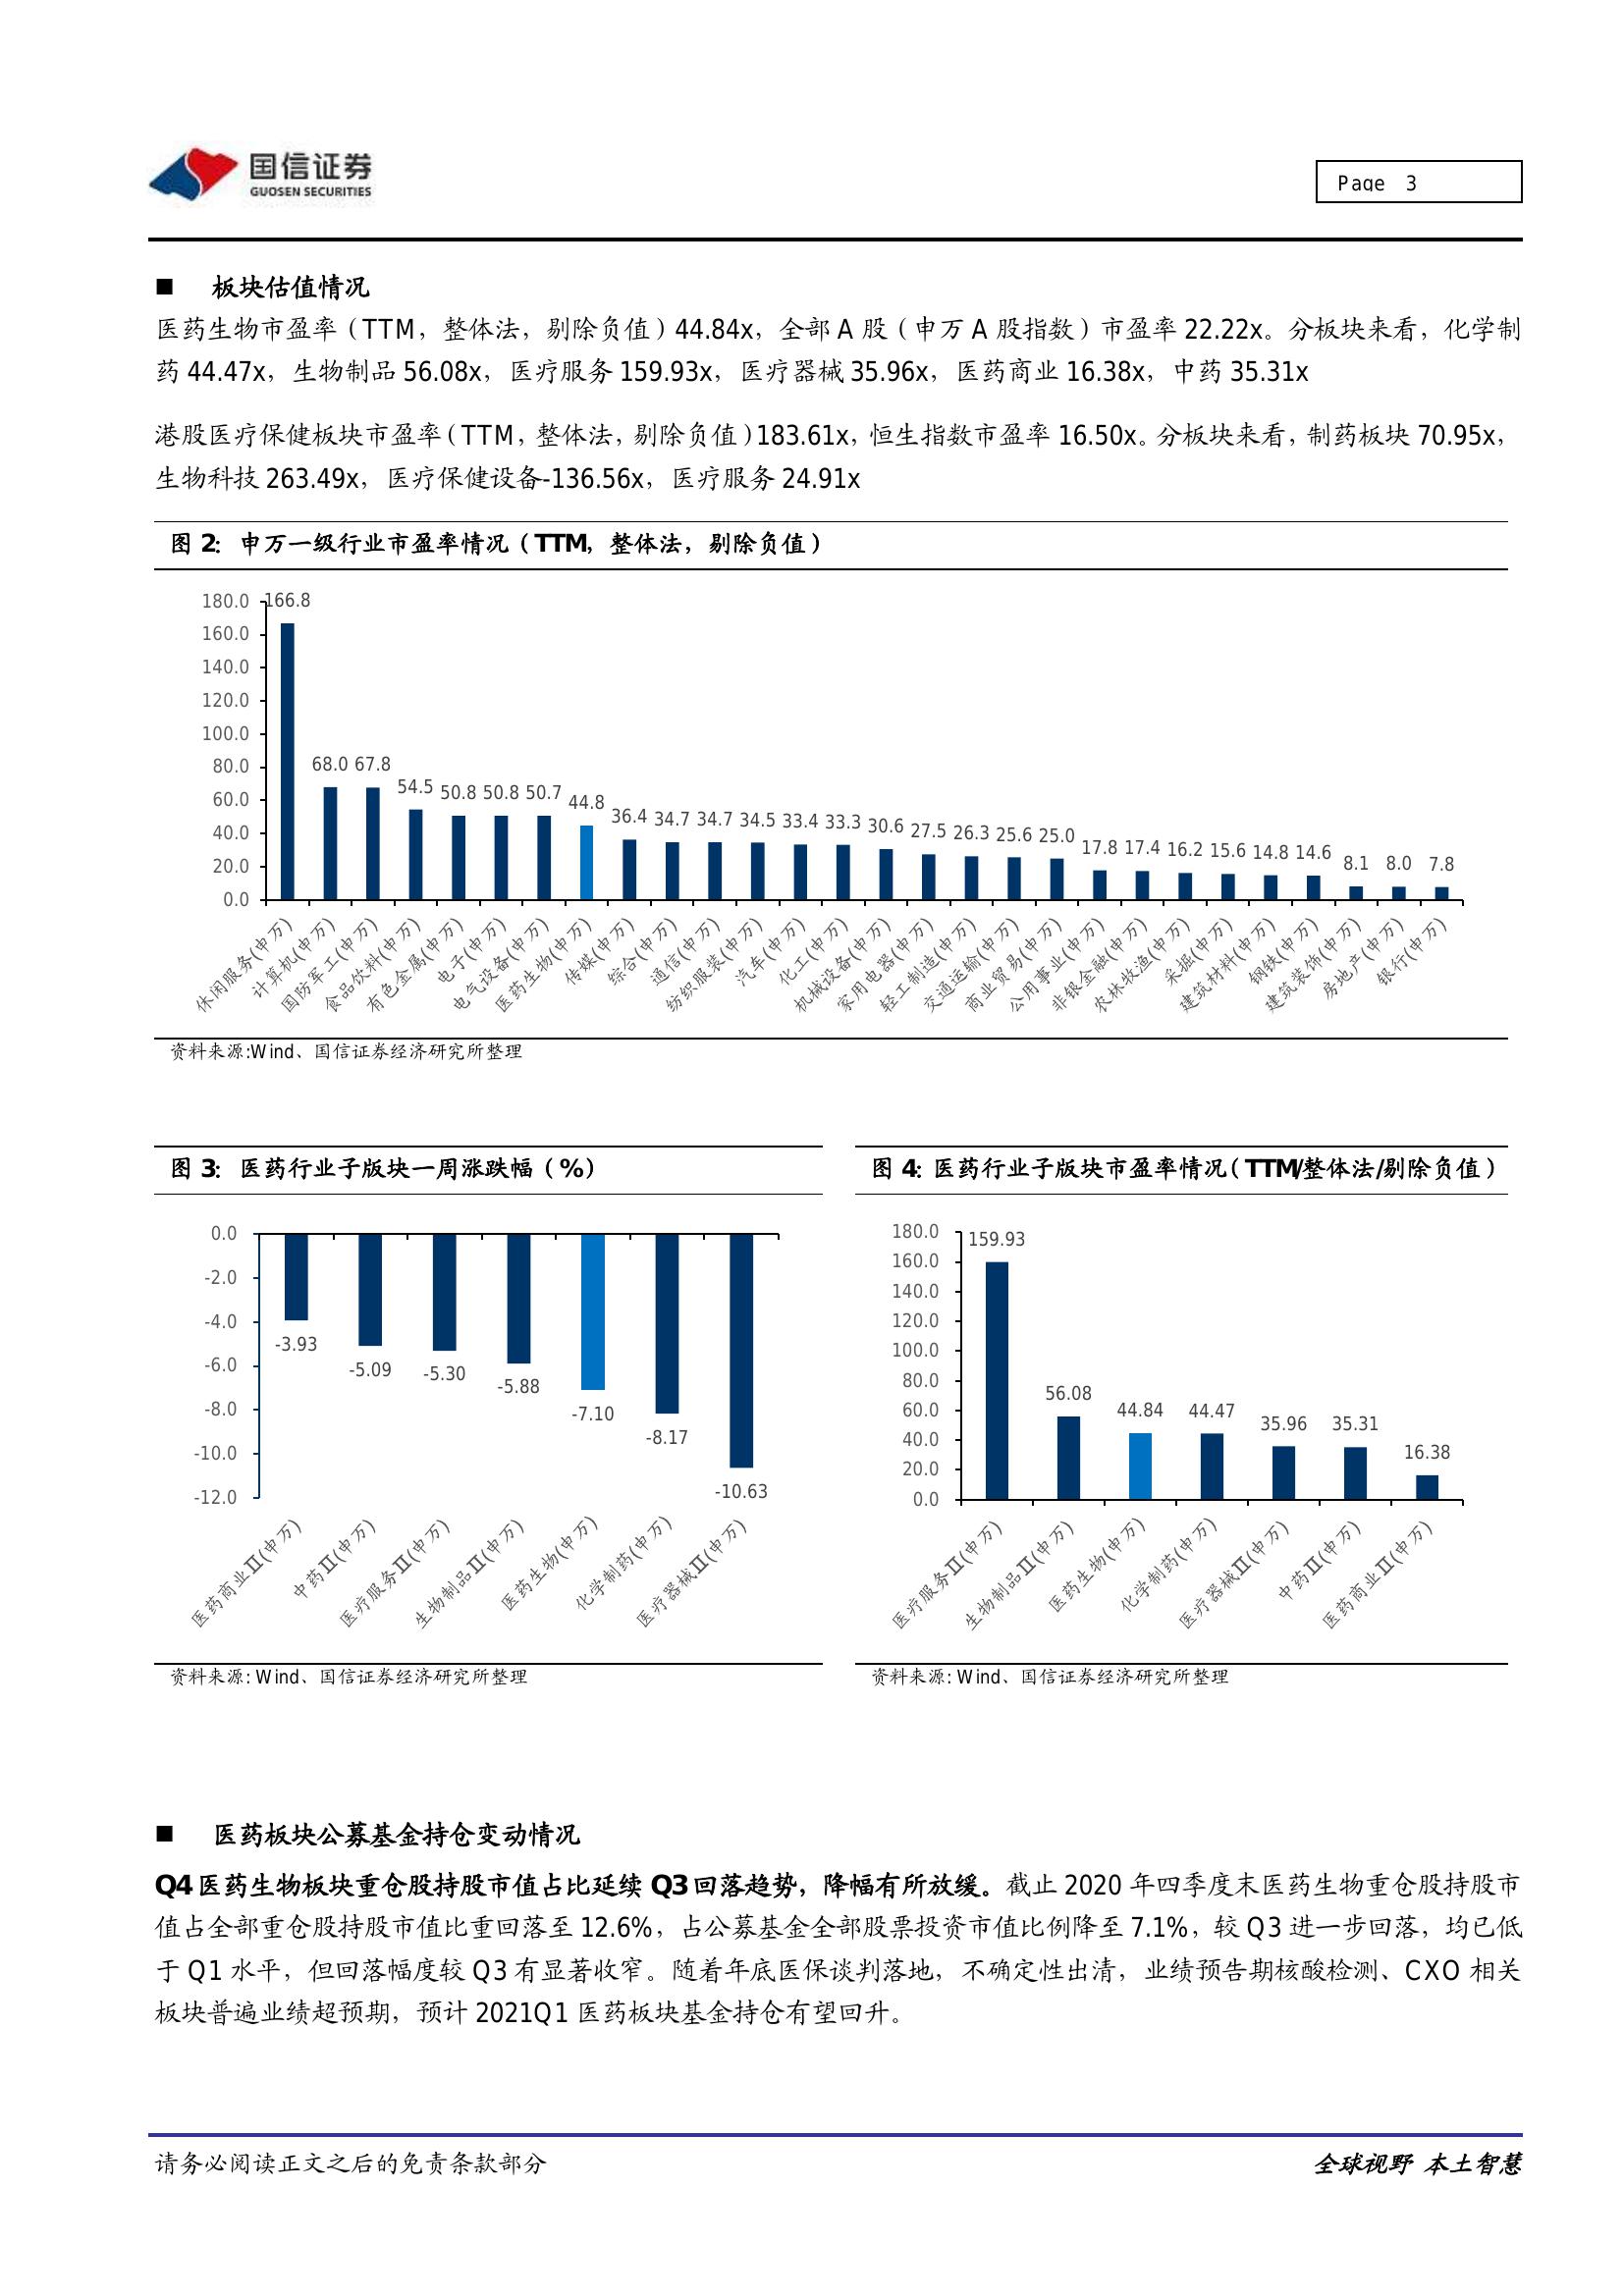 国信证券
GUOSEN SECURITIES
Page 3
■ 板块估值情况
医药生物市盈率（TTM，整体法，剔除负值）44.84x，全部 A 股（申万 A 股指数）市盈率 22.22x。分板块来看，化学制
药 44.47x，生物制品 56.08x，医疗服务 159.93x，医疗器械 35.96x，医药商业 16.38x，中药 35.31x
港股医疗保健板块市盈率（TTM，整体法，剔除负值）183.61x，恒生指数市盈率 16.50x。分板块来看，制药板块 70.95x，
生物科技 263.49x，医疗保健设备-136.56x，医疗服务 24.91x
图 2：申万一级行业市盈率情况（TTM，整体法，剔除负值）
180.0
160.0
140.0
120.0
100.0
80.0
60.0
40.0
20.0
0.0
166.8 68.0 67.8 54.5 50.8 50.8 50.7 44.8 36.4 34.7 34.7 34.5 33.4 33.3 30.6 27.5 26.3 25.6 25.0 17.8 17.4 16.2 15.6 14.8 14.6 8.1 8.0 7.8
休闲服务(申万)
计算机(申万)
国防军工(申万)
食品饮料(申万)
有色金属(申万)
电子(申万)
电气设备(申万)
医药生物(申万)
传媒(申万)
综合(申万)
通信(申万)
纺织服装(申万)
汽车(申万)
化工(申万)
机械设备(申万)
家用电器(申万)
轻工制造(申万)
交通运输(申万)
商业贸易(申万)
公用事业(申万)
非银金融(申万)
农林牧渔(申万)
采掘(申万)
建筑材料(申万)
钢铁(申万)
建筑装饰(申万)
房地产(申万)
银行(申万)
资料来源:Wind、国信证券经济研究所整理
图 3：医药行业子版块一周涨跌幅（%）
0.0
-2.0
-4.0
-6.0
-8.0
-10.0
-12.0
-3.93
-5.09
-5.30
-5.88
-7.10
-8.17
-10.63
医药商业Ⅱ(申万)
中药Ⅱ(申万)
医疗服务Ⅱ(申万)
生物制品Ⅱ(申万)
医药生物(申万)
化学制药(申万)
医疗器械Ⅱ(申万)
资料来源: Wind、国信证券经济研究所整理
图 4：医药行业子版块市盈率情况（TTM/整体法/剔除负值）
180.0
160.0
140.0
120.0
100.0
80.0
60.0
40.0
20.0
0.0
159.93
56.08
44.84
44.47
35.96
35.31
16.38
医疗服务Ⅱ(申万)
生物制品Ⅱ(申万)
医药生物(申万)
化学制药(申万)
医疗器械Ⅱ(申万)
中药Ⅱ(申万)
医药商业Ⅱ(申万)
资料来源: Wind、国信证券经济研究所整理
■ 医药板块公募基金持仓变动情况
Q4 医药生物板块重仓股持股市值占比延续 Q3 回落趋势，降幅有所放缓。截止 2020 年四季度末医药生物重仓股持股市
值占全部重仓股持股市值比重回落至 12.6%，占公募基金全部股票投资市值比例降至 7.1%，较 Q3 进一步回落，均已低
于 Q1 水平，但回落幅度较 Q3 有显著收窄。随着年底医保谈判落地，不确定性出清，业绩预告期核酸检测、CXO 相关
板块普遍业绩超预期，预计 2021Q1 医药板块基金持仓有望回升。
请务必阅读正文之后的免责条款部分
全球视野 本土智慧